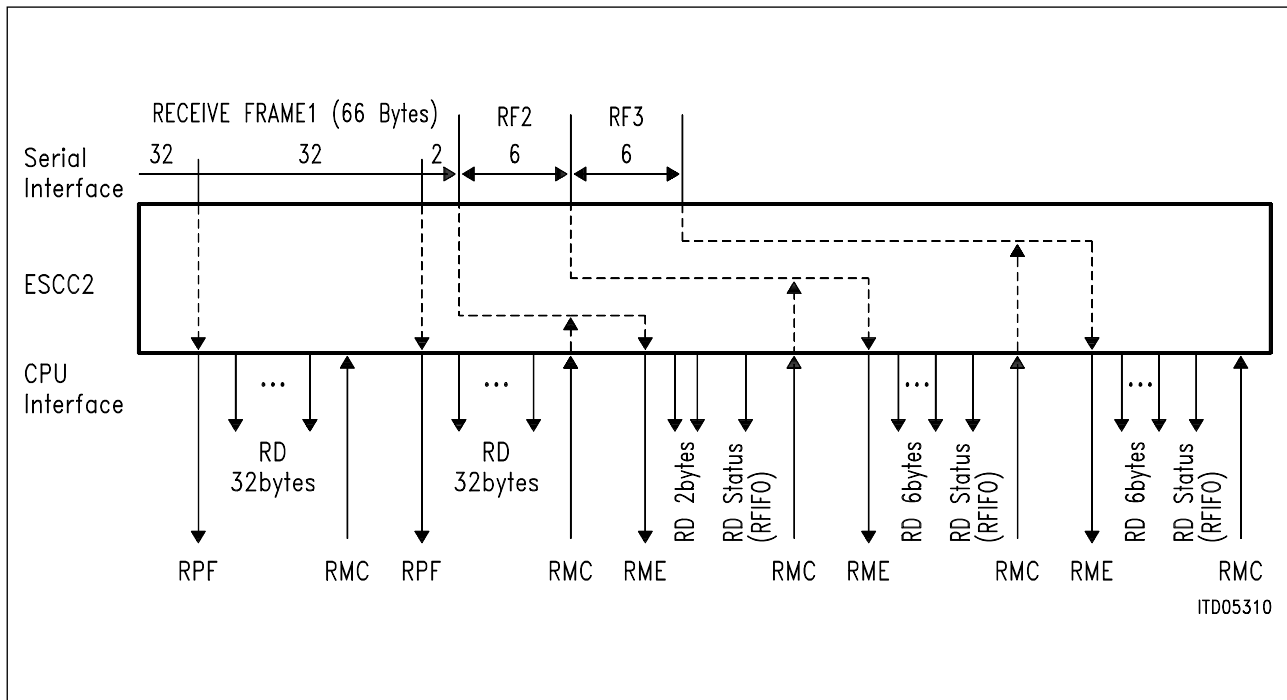 RECEIVE FRAME1 (66 Bytes)
RF2
RF3
Serial
Interface
32
32
2
6
6
ESCC2
CPU
Interface
...
...
...
...
RD
32bytes
RD
32bytes
RD 2bytes
RD Status
(RFIFO)
RD 6bytes
RD Status
(RFIFO)
RD 6bytes
RD Status
(RFIFO)
RPF
RMC
RPF
RMC
RME
RMC
RME
RMC
RME
RMC
ITD05310